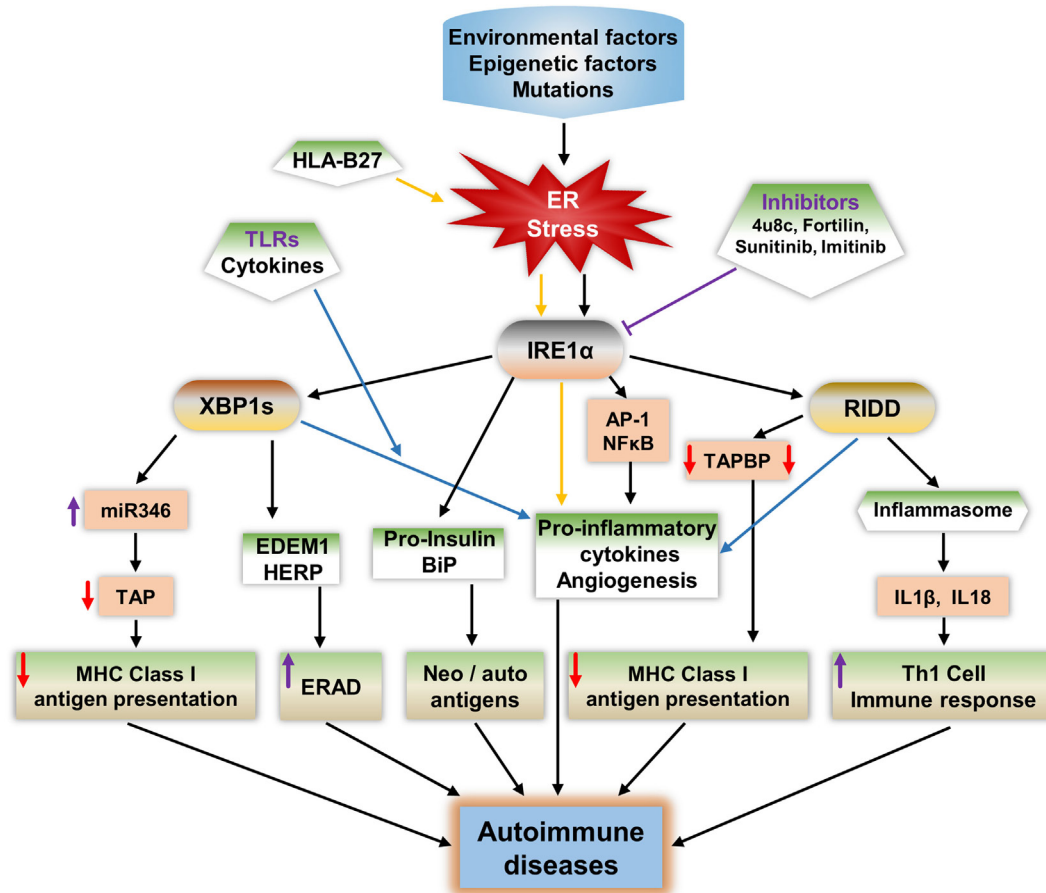 Environmental factors
Epigenetic factors
Mutations
HLA-B27
ER
Stress
Inhibitors
4u8c, Fortilin,
Sunitinib, Imitinib
TLRs
Cytokines
IRE1α
XBP1s
AP-1
NFκB
RIDD
TAPBP
miR346
Inflammasome
EDEM1
HERP
Pro-Insulin
BiP
Pro-inflammatory
cytokines
Angiogenesis
TAP
IL1β, IL18
MHC Class I
antigen presentation
ERAD
Neo / auto
antigens
MHC Class I
antigen presentation
Th1 Cell
Immune response
Autoimmune
diseases